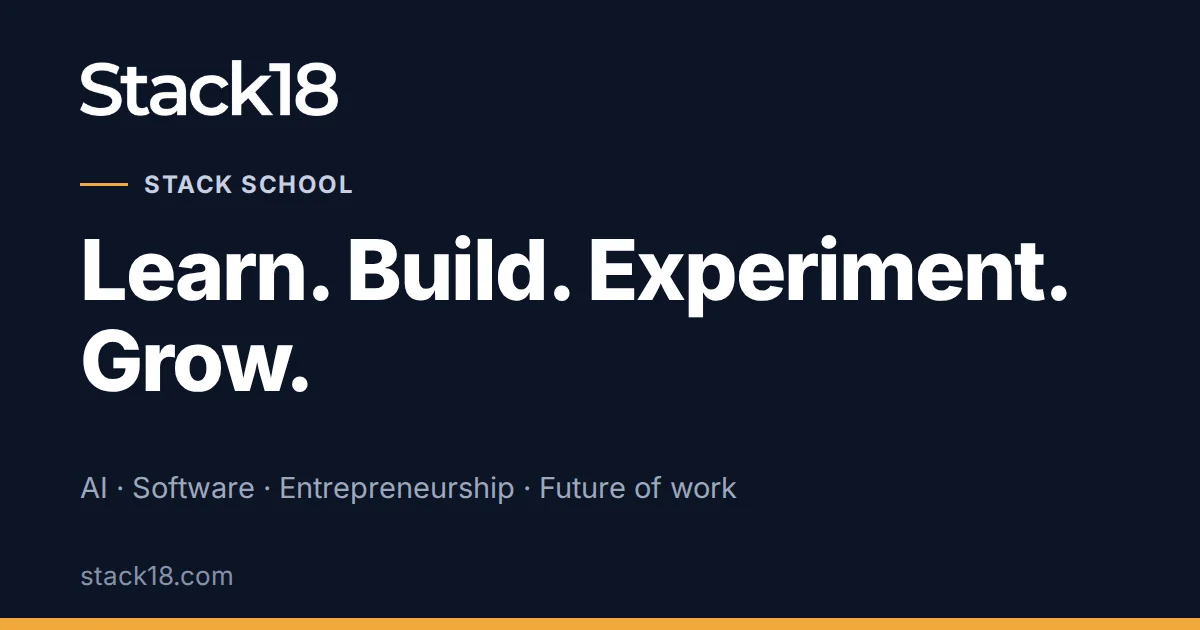 Stack18
STACK SCHOOL
Learn. Build. Experiment.
Grow.
AI · Software · Entrepreneurship · Future of work
stack18.com